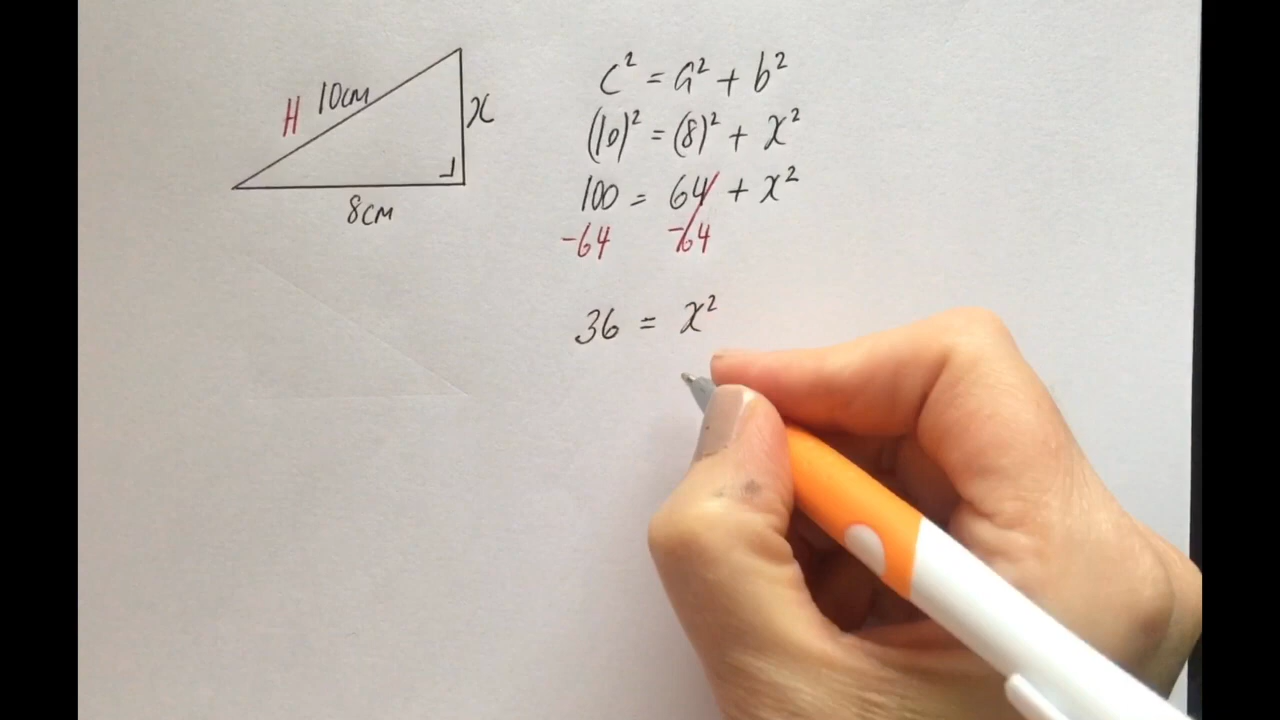 H 10cm
x
8cm
c² = a² + b²
(10)² = (8)² + x²
100 = 64 + x²
-64 -64
36 = x²